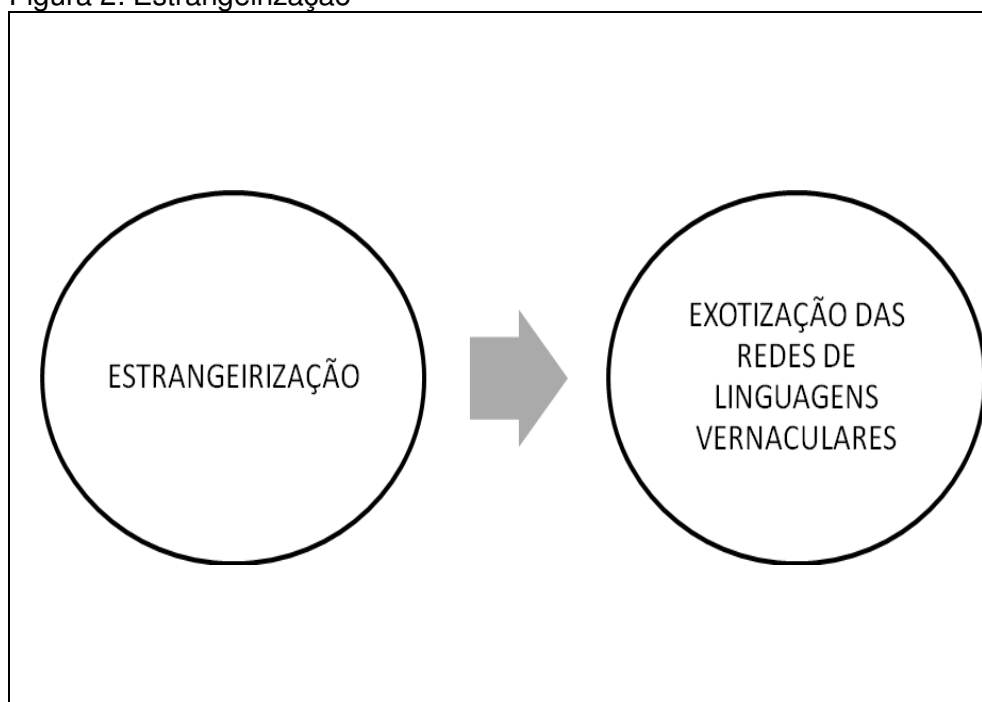 Figura 2: Estrangeirização
ESTRANGEIRIZAÇÃO
EXOTIZAÇÃO DAS
REDES DE
LINGUAGENS
VERNACULARES